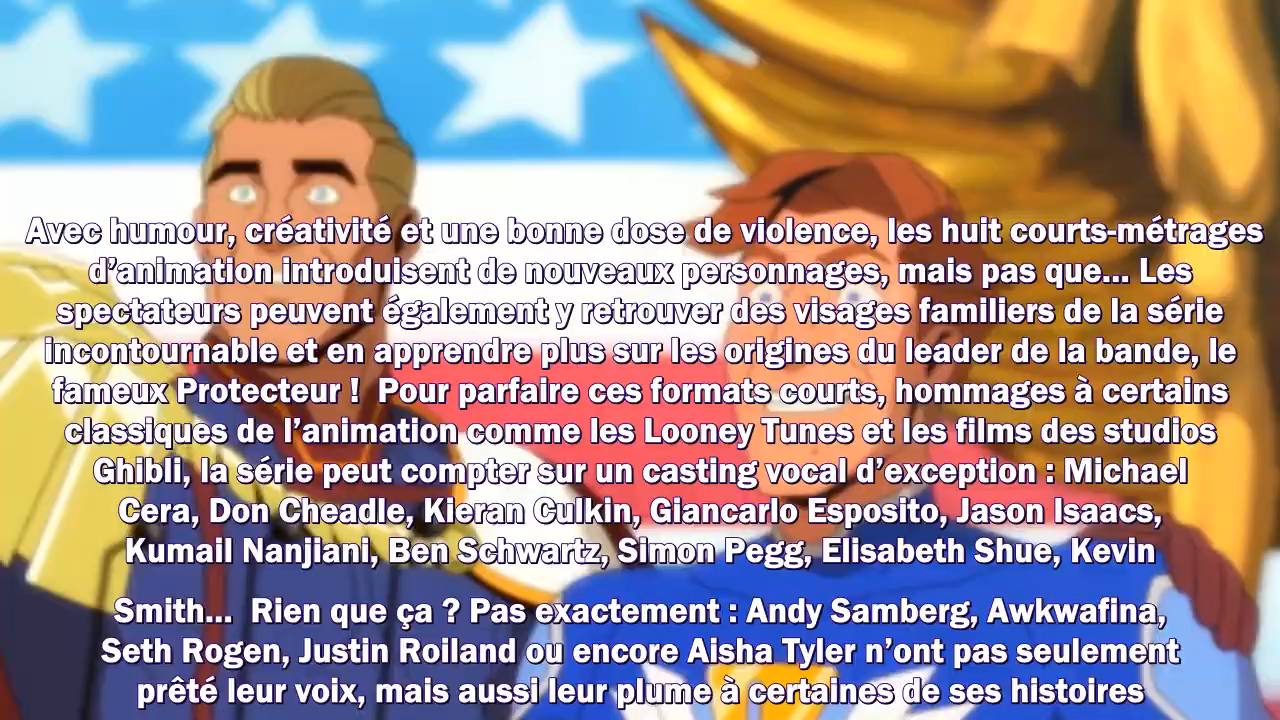 Avec humour, créativité et une bonne dose de violence, les huit courts-métrages
d’animation introduisent de nouveaux personnages, mais pas que... Les
spectateurs peuvent également y retrouver des visages familiers de la série
incontournable et en apprendre plus sur les origines du leader de la bande, le
fameux Protecteur !  Pour parfaire ces formats courts, hommages à certains
classiques de l’animation comme les Looney Tunes et les films des studios
Ghibli, la série peut compter sur un casting vocal d’exception : Michael
Cera, Don Cheadle, Kieran Culkin, Giancarlo Esposito, Jason Isaacs,
Kumail Nanjiani, Ben Schwartz, Simon Pegg, Elisabeth Shue, Kevin
Smith...  Rien que ça ? Pas exactement : Andy Samberg, Awkwafina,
Seth Rogen, Justin Roiland ou encore Aisha Tyler n’ont pas seulement
prêté leur voix, mais aussi leur plume à certaines de ses histoires